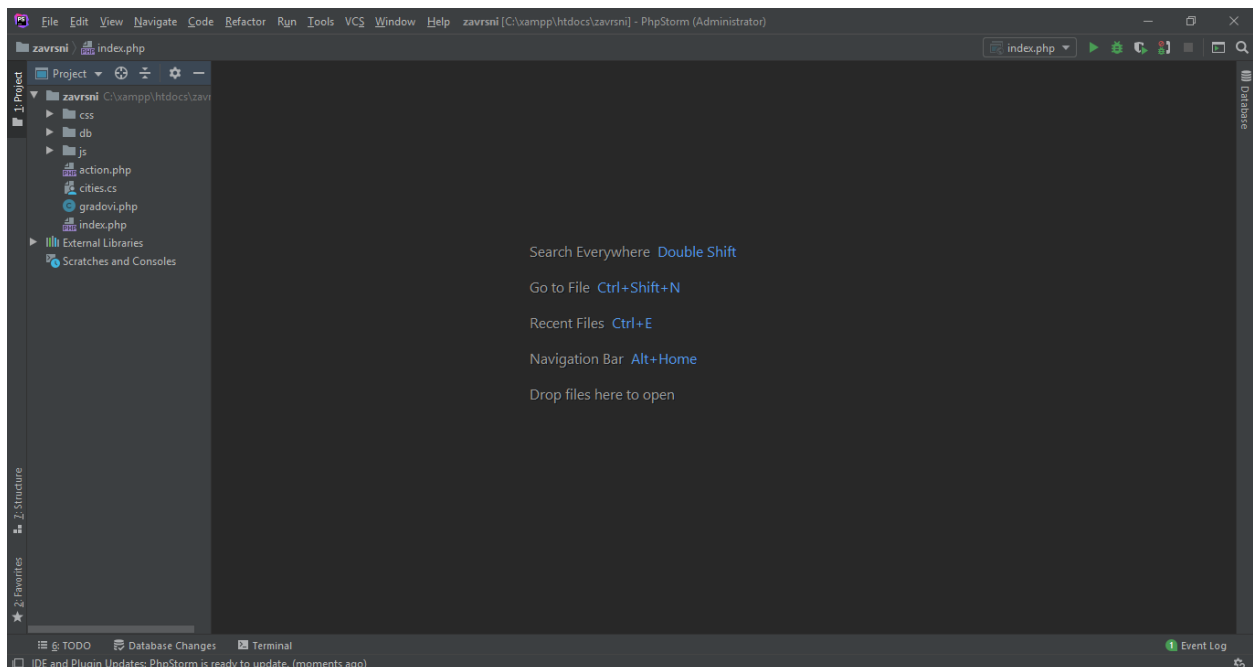 PS File Edit View Navigate Code Refactor Run Tools VCS Window Help zavrsni [C:\xampp\htdocs\zavrsni] - PhpStorm (Administrator)
zavrsni index.php index.php
1: Project
Project
zavrsni C:\xampp\htdocs\zavr
css
db
js
action.php
cities.cs
gradovi.php
index.php
External Libraries
Scratches and Consoles
Search Everywhere Double Shift
Go to File Ctrl+Shift+N
Recent Files Ctrl+E
Navigation Bar Alt+Home
Drop files here to open
Database
Z: Structure
2: Favorites
6: TODO Database Changes Terminal 1 Event Log
IDE and Plugin Updates: PhpStorm is ready to update. (moments ago)